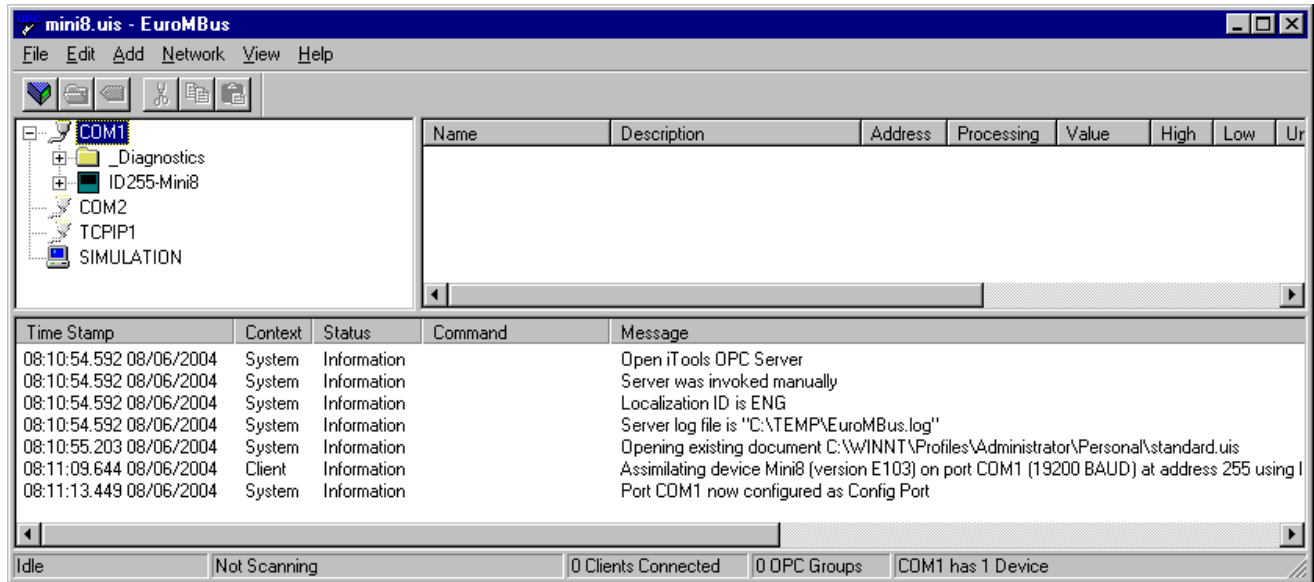 mini8.uis - EuroMBus
File Edit Add Network View Help
COM1
_Diagnostics
ID255-Mini8
COM2
TCPIP1
SIMULATION
Name Description Address Processing Value High Low Ur
Time Stamp Context Status Command Message
08:10:54.592 08/06/2004 System Information Open iTools OPC Server
08:10:54.592 08/06/2004 System Information Server was invoked manually
08:10:54.592 08/06/2004 System Information Localization ID is ENG
08:10:54.592 08/06/2004 System Information Server log file is "C:\TEMP\EuroMBus.log"
08:10:55.203 08/06/2004 System Information Opening existing document C:\WINNT\Profiles\Administrator\Personal\standard.uis
08:11:09.644 08/06/2004 Client Information Assimilating device Mini8 (version E103) on port COM1 (19200 BAUD) at address 255 using I
08:11:13.449 08/06/2004 System Information Port COM1 now configured as Config Port
Idle Not Scanning 0 Clients Connected 0 OPC Groups COM1 has 1 Device